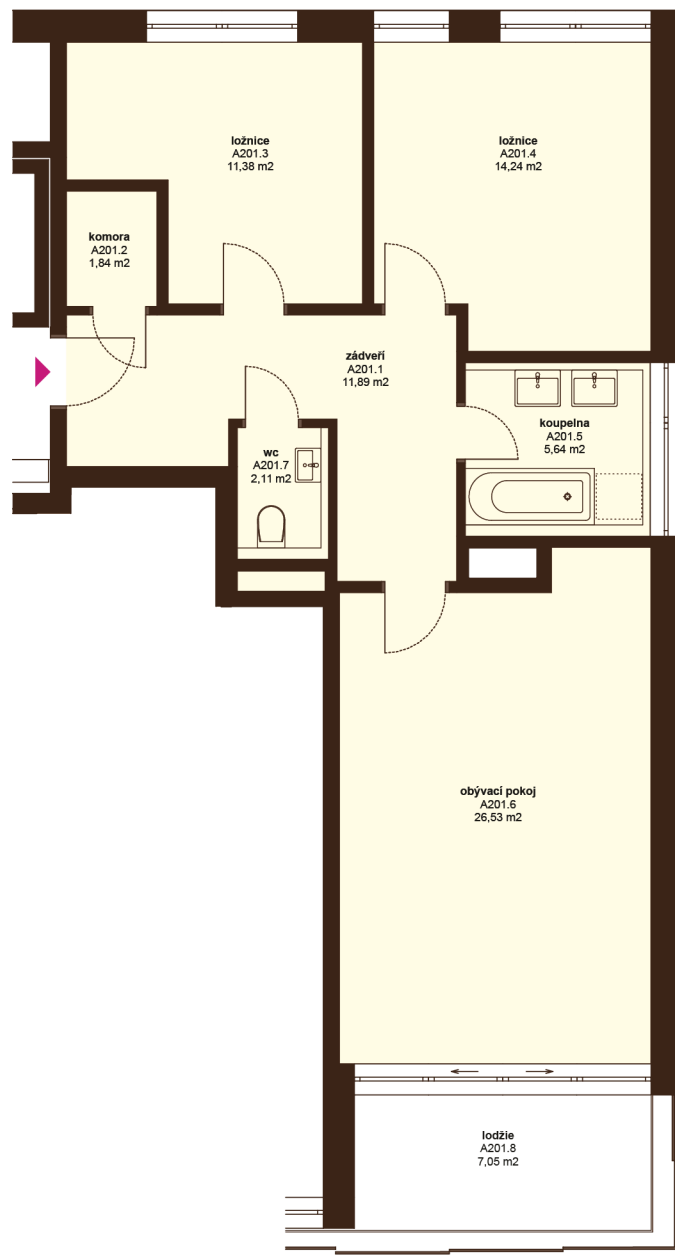 ložnice
A201.3
11,38 m2
ložnice
A201.4
14,24 m2
komora
A201.2
1,84 m2
zádveří
A201.1
11,89 m2
koupelna
A201.5
5,64 m2
wc
A201.7
2,11 m2
obývací pokoj
A201.6
26,53 m2
lodžie
A201.8
7,05 m2